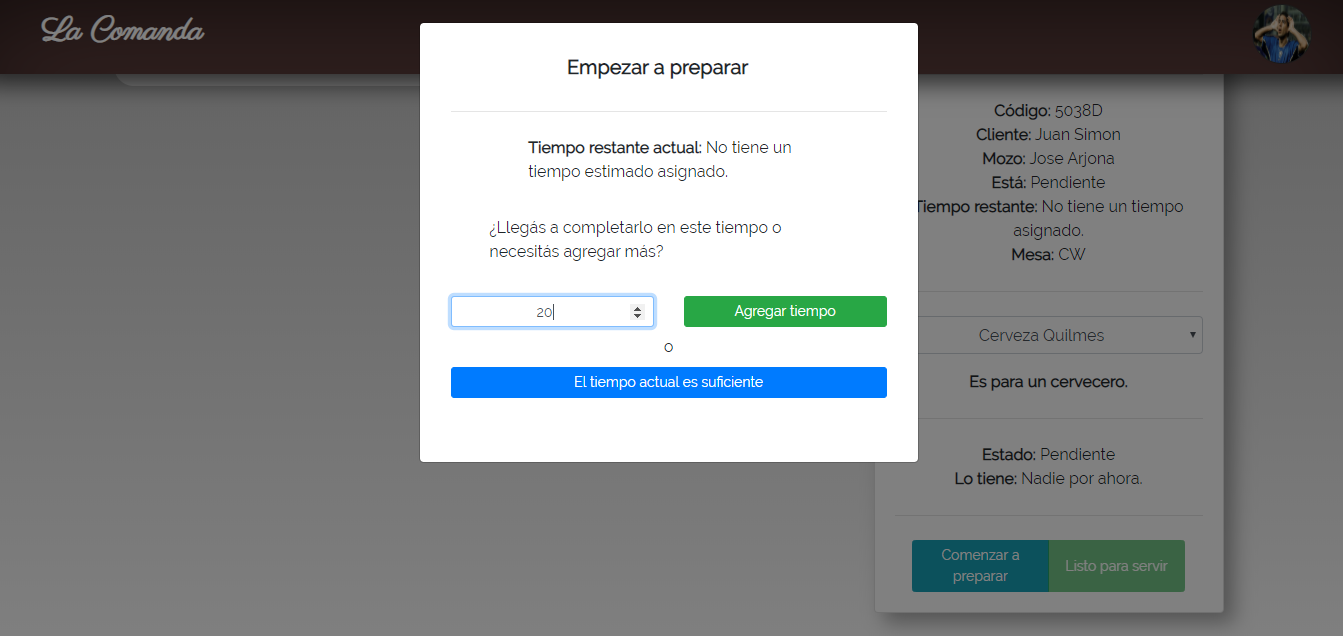 La Comanda
Empezar a preparar
Tiempo restante actual: No tiene un
tiempo estimado asignado.
¿Llegás a completarlo en este tiempo o
necesitás agregar más?
20
Agregar tiempo
o
El tiempo actual es suficiente
Código: 5038D
Cliente: Juan Simon
Mozo: Jose Arjona
Está: Pendiente
Tiempo restante: No tiene un tiempo
asignado.
Mesa: CW
Cerveza Quilmes
Es para un cervecero.
Estado: Pendiente
Lo tiene: Nadie por ahora.
Comenzar a
preparar
Listo para servir